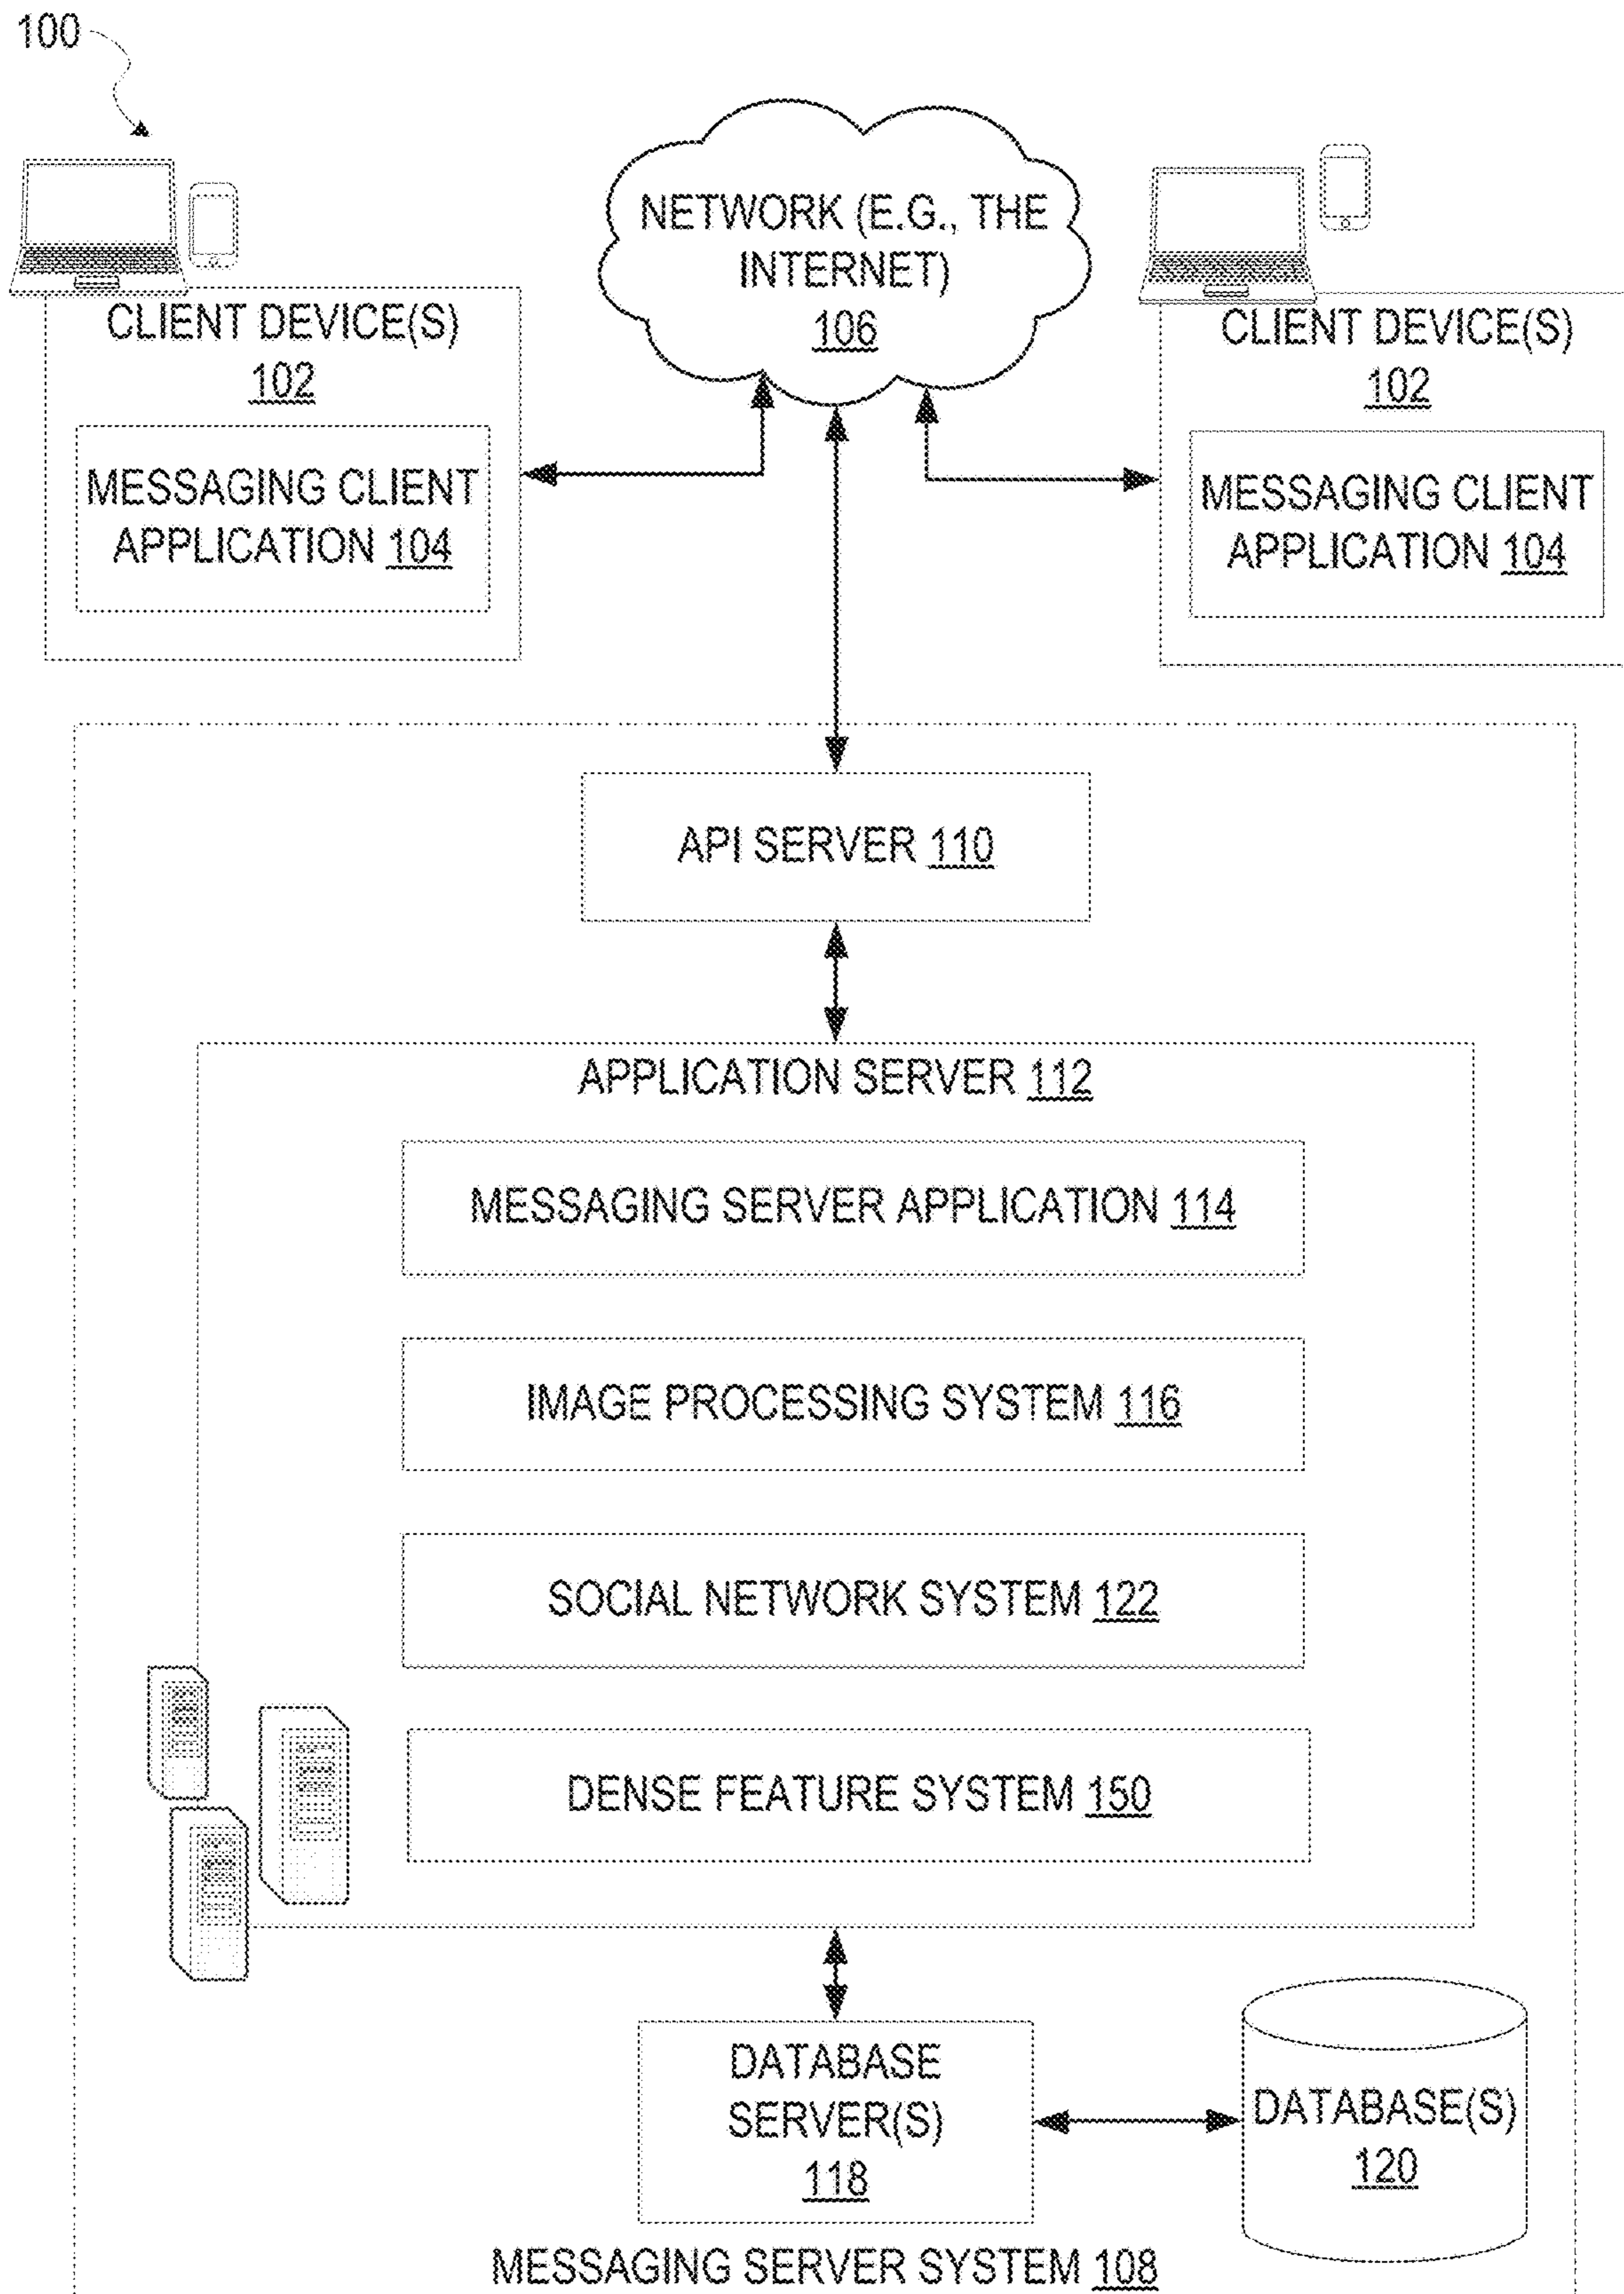 100
NETWORK (E.G., THE
INTERNET)
106
CLIENT DEVICE(S)
102
MESSAGING CLIENT
APPLICATION 104
CLIENT DEVICE(S)
102
MESSAGING CLIENT
APPLICATION 104
API SERVER 110
APPLICATION SERVER 112
MESSAGING SERVER APPLICATION 114
IMAGE PROCESSING SYSTEM 116
SOCIAL NETWORK SYSTEM 122
DENSE FEATURE SYSTEM 150
DATABASE
SERVER(S)
118
DATABASE(S)
120
MESSAGING SERVER SYSTEM 108